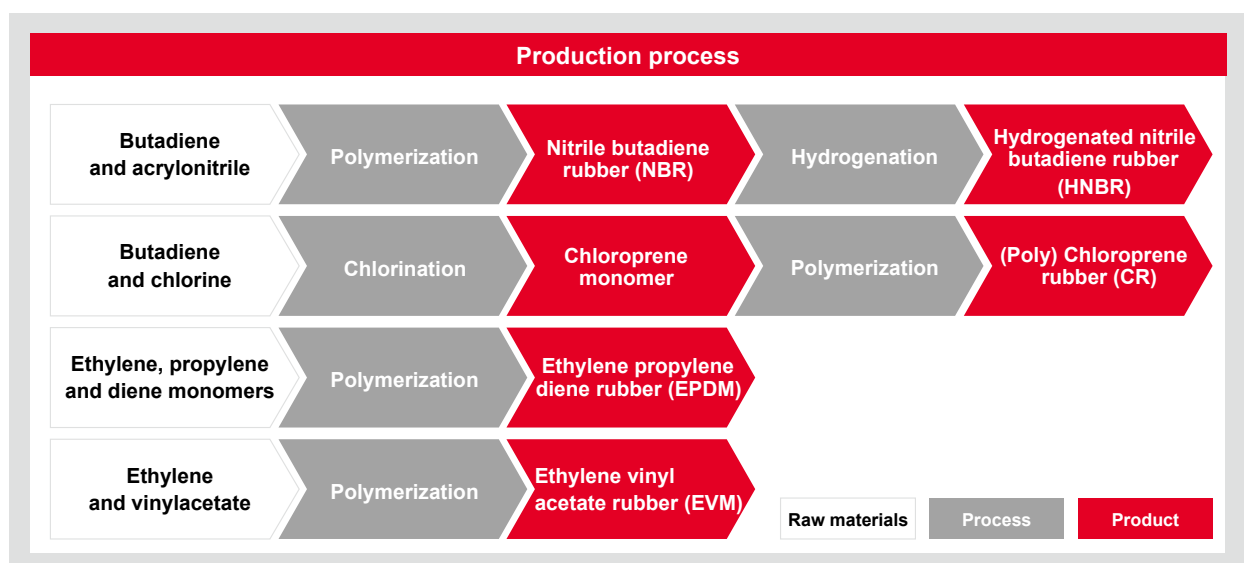 Production process
Butadiene
and acrylonitrile
Polymerization
Nitrile butadiene
rubber (NBR)
Hydrogenation
Hydrogenated nitrile
butadiene rubber
(HNBR)
Butadiene
and chlorine
Chlorination
Chloroprene
monomer
Polymerization
(Poly) Chloroprene
rubber (CR)
Ethylene, propylene
and diene monomers
Polymerization
Ethylene propylene
diene rubber (EPDM)
Ethylene
and vinylacetate
Polymerization
Ethylene vinyl
acetate rubber (EVM)
Raw materials
Process
Product